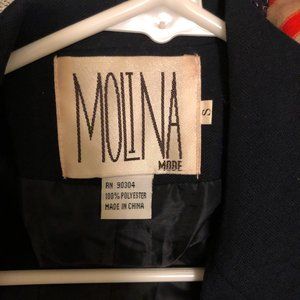 MOLINA
MODE
S
RN 90304
100% POLYESTER
MADE IN CHINA